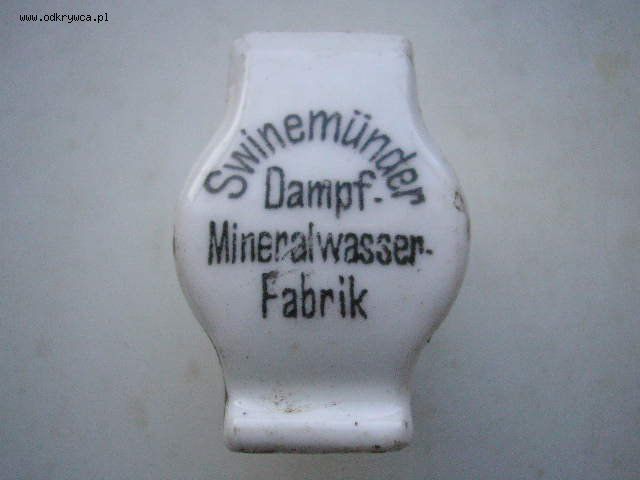 www.odkrywca.pl
Swinemünder
Dampf-
Mineralwasser-
Fabrik